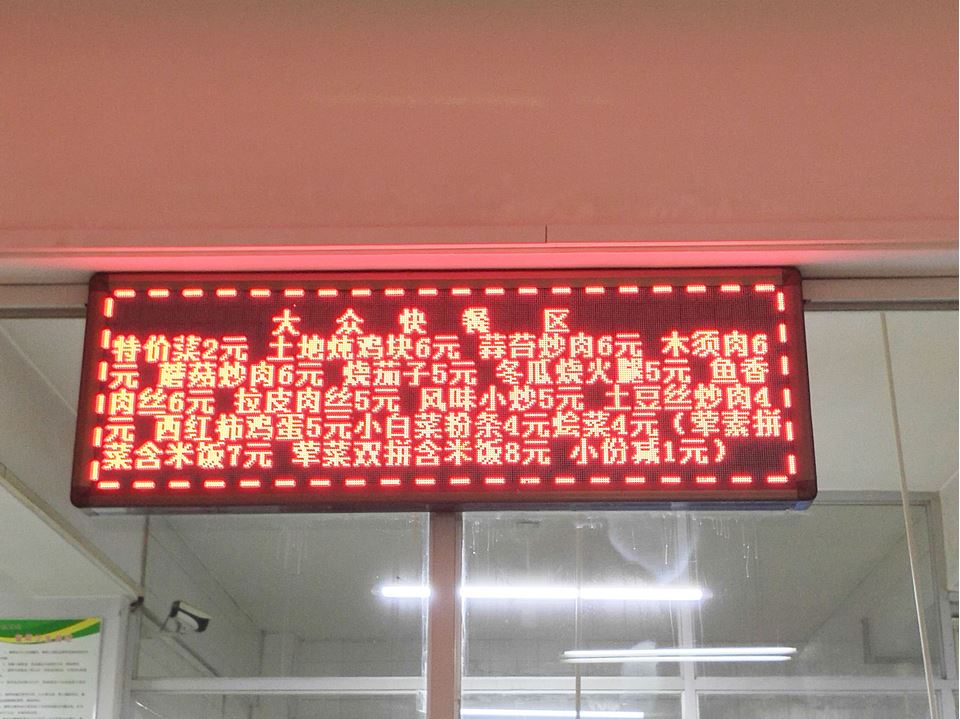 大众快餐区
特价菜2元 土地炖鸡块6元 蒜苔炒肉6元 木须肉6
元 蘑菇炒肉6元 烧茄子5元 冬瓜烧火腿5元 鱼香
肉丝6元 拉皮肉丝5元 风味小炒5元 土豆丝炒肉4
元 西红柿鸡蛋5元小白菜粉条4元烩菜4元（荤素拼
菜含米饭7元 荤菜双拼含米饭8元 小份减1元）